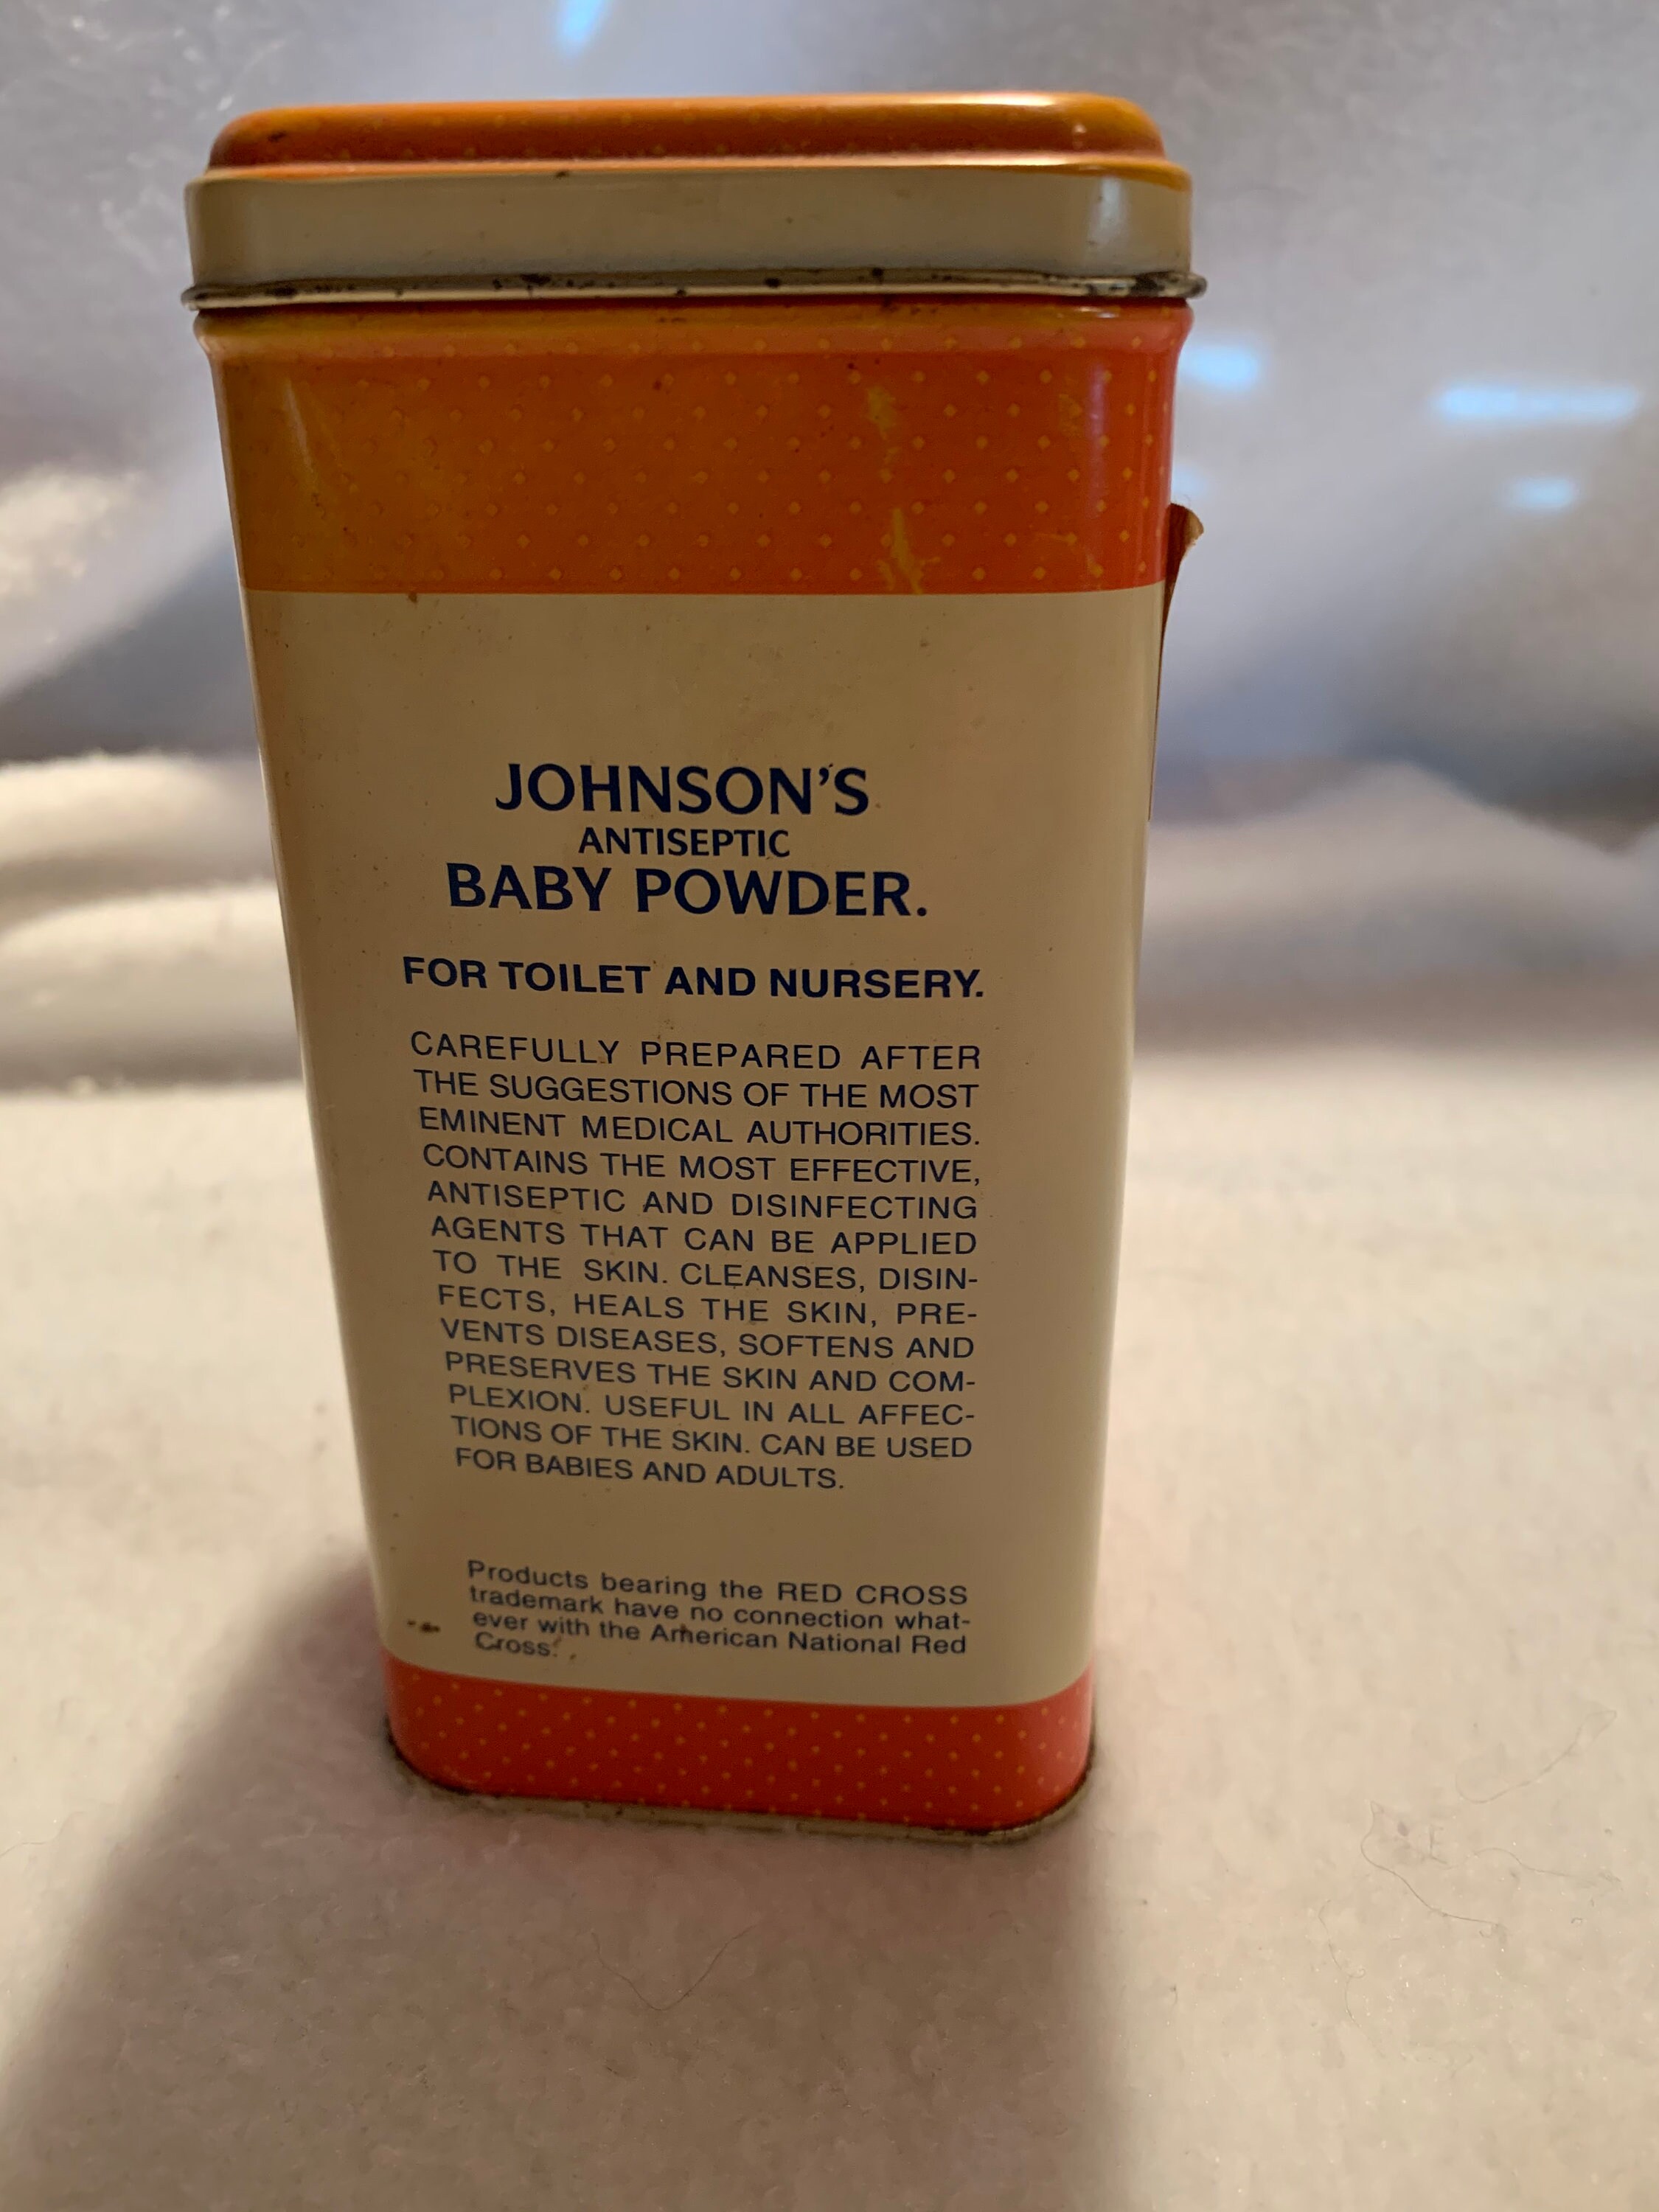 JOHNSON'S
ANTISEPTIC
BABY POWDER.
FOR TOILET AND NURSERY.
CAREFULLY PREPARED AFTER
THE SUGGESTIONS OF THE MOST
EMINENT MEDICAL AUTHORITIES.
CONTAINS THE MOST EFFECTIVE,
ANTISEPTIC AND DISINFECTING
AGENTS THAT CAN BE APPLIED
TO THE SKIN. CLEANSES, DISIN-
FECTS, HEALS THE SKIN, PRE-
VENTS DISEASES, SOFTENS AND
PRESERVES THE SKIN AND COM-
PLEXION. USEFUL IN ALL AFFEC-
TIONS OF THE SKIN. CAN BE USED
FOR BABIES AND ADULTS.
Products bearing the RED CROSS
trademark have no connection what-
ever with the American National Red
Cross.